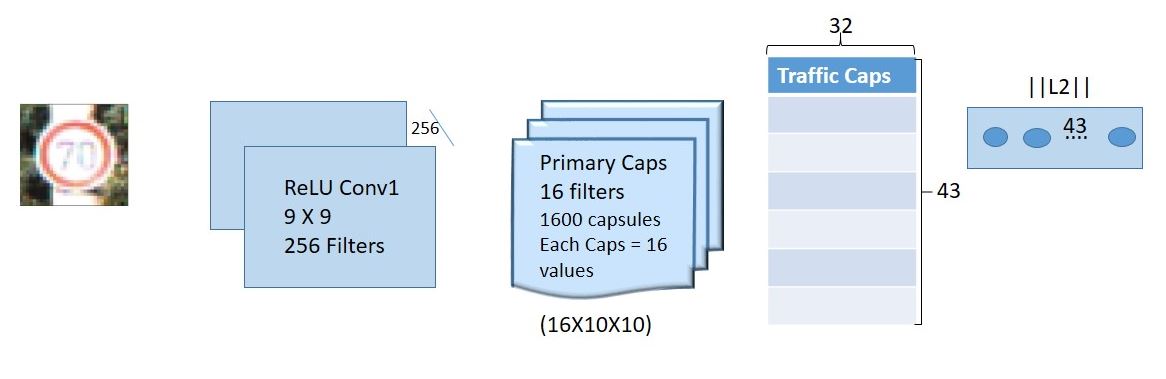 70
256
ReLU Conv1
9 X 9
256 Filters
Primary Caps
16 filters
1600 capsules
Each Caps = 16
values
(16X10X10)
32
Traffic Caps
43
||L2||
43
....